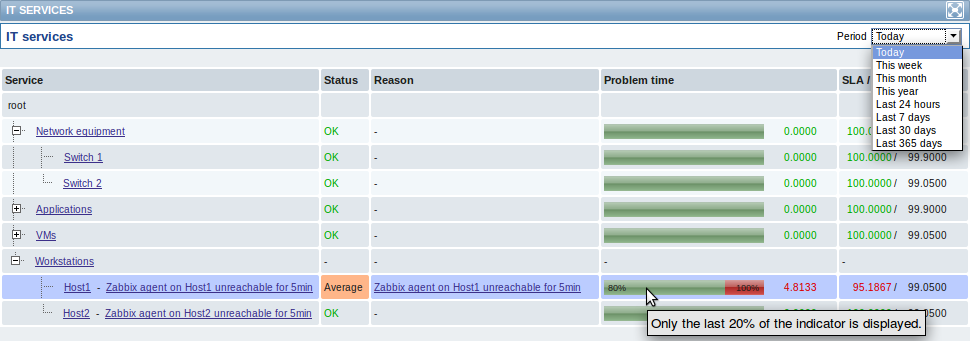 IT SERVICES
IT services Period Today
Today
This week
This month
This year
Last 24 hours
Last 7 days
Last 30 days
Last 365 days
Service Status Reason Problem time SLA /
root
Network equipment OK - 0.0000 100.0
Switch 1 OK - 0.0000 100.0000 / 99.9000
Switch 2 OK - 0.0000 100.0000 / 99.0500
Applications OK - 0.0000 100.0000 / 99.9000
VMs OK - 0.0000 100.0000 / 99.0500
Workstations - - - -
Host1 - Zabbix agent on Host1 unreachable for 5min Average Zabbix agent on Host1 unreachable for 5min 80% 100% 4.8133 95.1867 / 99.0500
Host2 - Zabbix agent on Host2 unreachable for 5min OK -
Only the last 20% of the indicator is displayed.